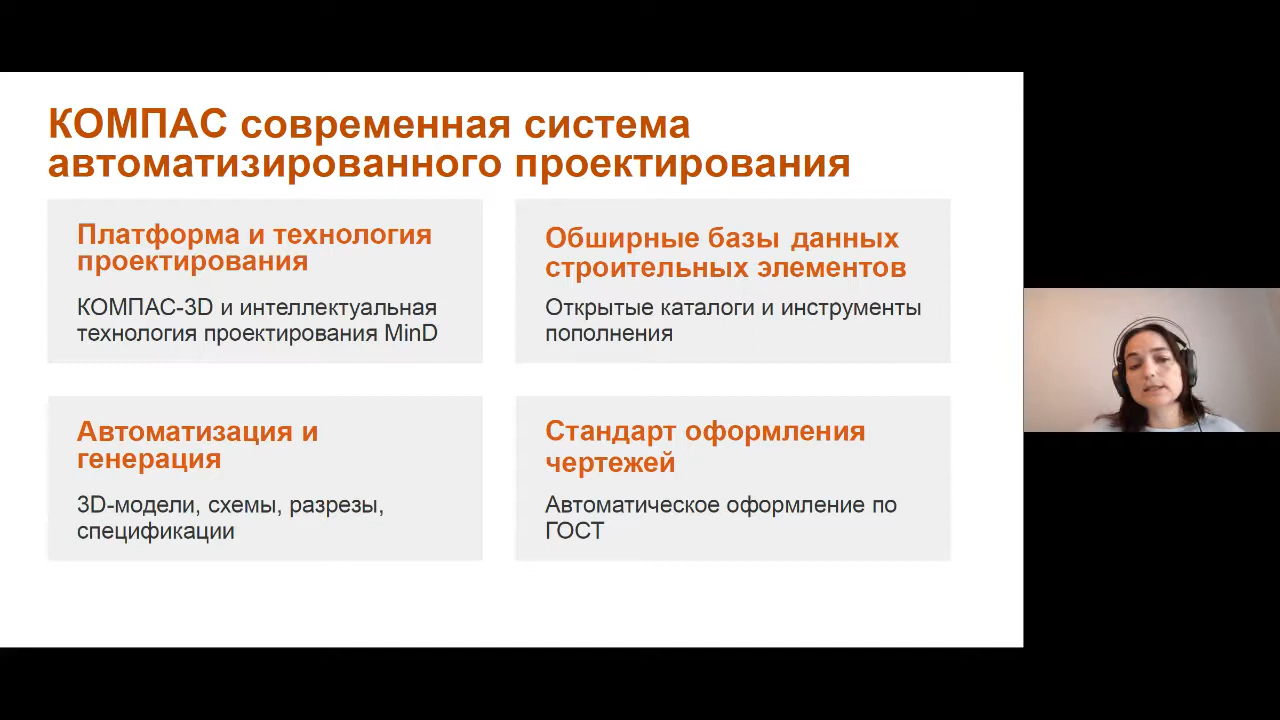 КОМПАС современная система
автоматизированного проектирования
Платформа и технология
проектирования
КОМПАС-3D и интеллектуальная
технология проектирования MinD
Обширные базы данных
строительных элементов
Открытые каталоги и инструменты
пополнения
Автоматизация и
генерация
3D-модели, схемы, разрезы,
спецификации
Стандарт оформления
чертежей
Автоматическое оформление по
ГОСТ